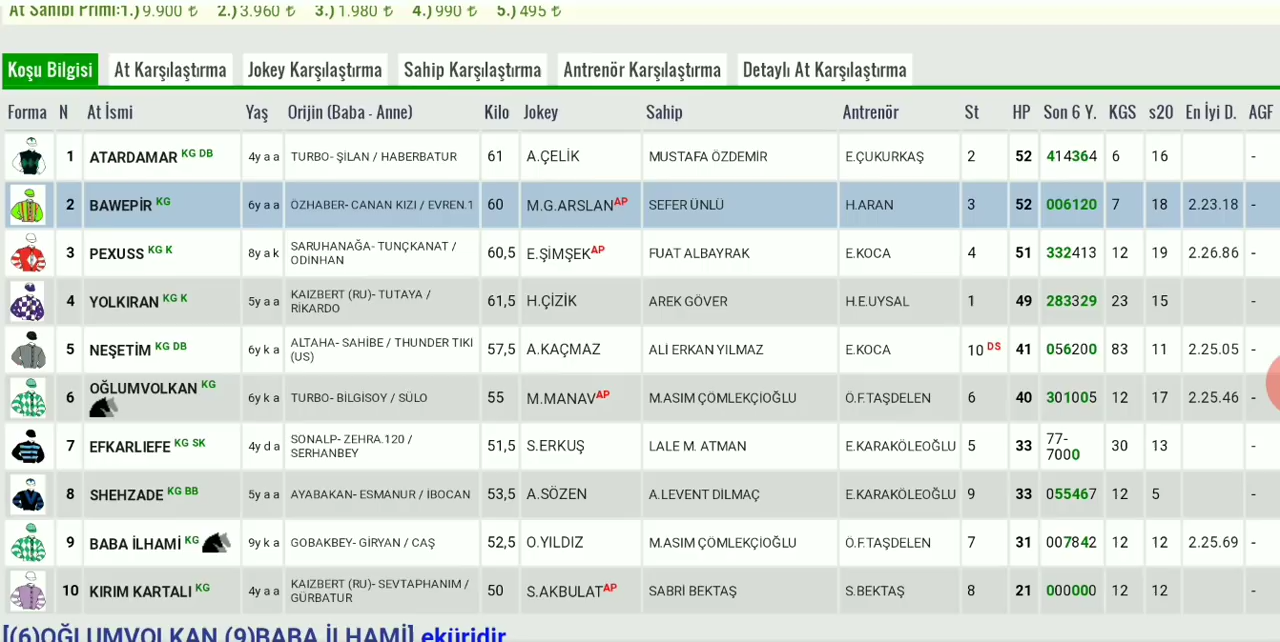 At Sahibi Primi:1.) 9.900 ₺ 2.) 3.960 ₺ 3.) 1.980 ₺ 4.) 990 ₺ 5.) 495 ₺
Koşu Bilgisi At Karşılaştırma Jokey Karşılaştırma Sahip Karşılaştırma Antrenör Karşılaştırma Detaylı At Karşılaştırma
Forma N At İsmi Yaş Orijin (Baba - Anne) Kilo Jokey Sahip Antrenör St HP Son 6 Y. KGS s20 En İyi D. AGF
1 ATARDAMAR KG DB 4y a a TURBO- ŞİLAN / HABERBATUR 61 A.ÇELİK MUSTAFA ÖZDEMİR E.ÇUKURKAŞ 2 52 414364 6 16 -
2 BAWEPİR KG 6y a a ÖZHABER- CANAN KIZI / EVREN.1 60 M.G.ARSLAN AP SEFER ÜNLÜ H.ARAN 3 52 006120 7 18 2.23.18 -
3 PEXUSS KG K 8y a k SARUHANAĞA- TUNÇKANAT / ODINHAN 60,5 E.ŞİMŞEK AP FUAT ALBAYRAK E.KOCA 4 51 332413 12 19 2.26.86 -
4 YOLKIRAN KG K 5y a a KAIZBERT (RU)- TUTAYA / RİKARDO 61,5 H.ÇİZİK AREK GÖVER H.E.UYSAL 1 49 283329 23 15 -
5 NEŞETİM KG DB 6y k a ALTAHA- SAHİBE / THUNDER TIKI (US) 57,5 A.KAÇMAZ ALİ ERKAN YILMAZ E.KOCA 10 DS 41 056200 83 11 2.25.05 -
6 OĞLUMVOLKAN KG 6y k a TURBO- BİLGİSOY / SÜLO 55 M.MANAV AP M.ASIM ÇÖMLEKÇİOĞLU Ö.F.TAŞDELEN 6 40 301005 12 17 2.25.46 -
7 EFKARLIEFE KG SK 4y d a SONALP- ZEHRA.120 / SERHANBEY 51,5 S.ERKUŞ LALE M. ATMAN E.KARAKÖLEOĞLU 5 33 77-7000 30 13 -
8 SHEHZADE KG BB 5y a a AYABAKAN- ESMANUR / İBOCAN 53,5 A.SÖZEN A.LEVENT DİLMAÇ E.KARAKÖLEOĞLU 9 33 055467 12 5 -
9 BABA İLHAMİ KG 9y k a GOBAKBEY- GİRYAN / CAŞ 52,5 O.YILDIZ M.ASIM ÇÖMLEKÇİOĞLU Ö.F.TAŞDELEN 7 31 007842 12 12 2.25.69 -
10 KIRIM KARTALI KG 4y a a KAIZBERT (RU)- SEVTAPHANIM / GÜRBATUR 50 S.AKBULAT AP SABRİ BEKTAŞ S.BEKTAŞ 8 21 000000 12 12 -
[(6)OĞLUMVOLKAN (9)BABA İLHAMİ] eküridir